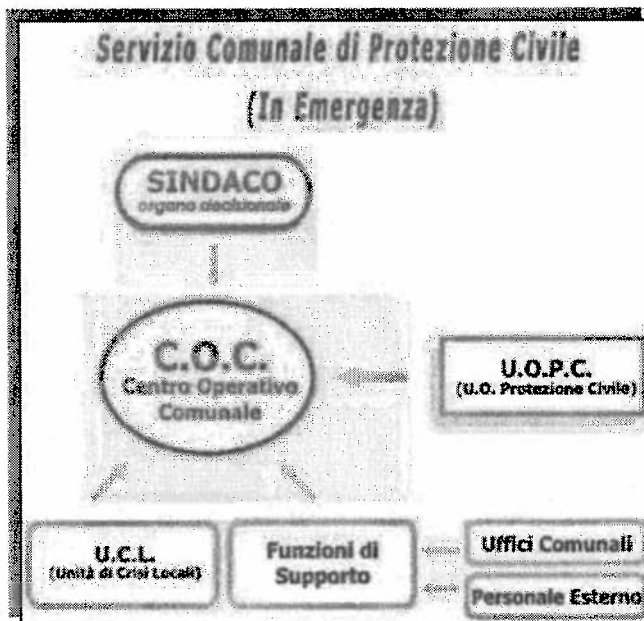 Servizio Comunale di Protezione Civile
(In Emergenza)
SINDACO
organo decisionale
C.O.C.
Centro Operativo
Comunale
U.O.P.C.
(U.O. Protezione Civile)
U.C.L.
(Unità di Crisi Locali)
Funzioni di
Supporto
Uffici Comunali
Personale Esterno